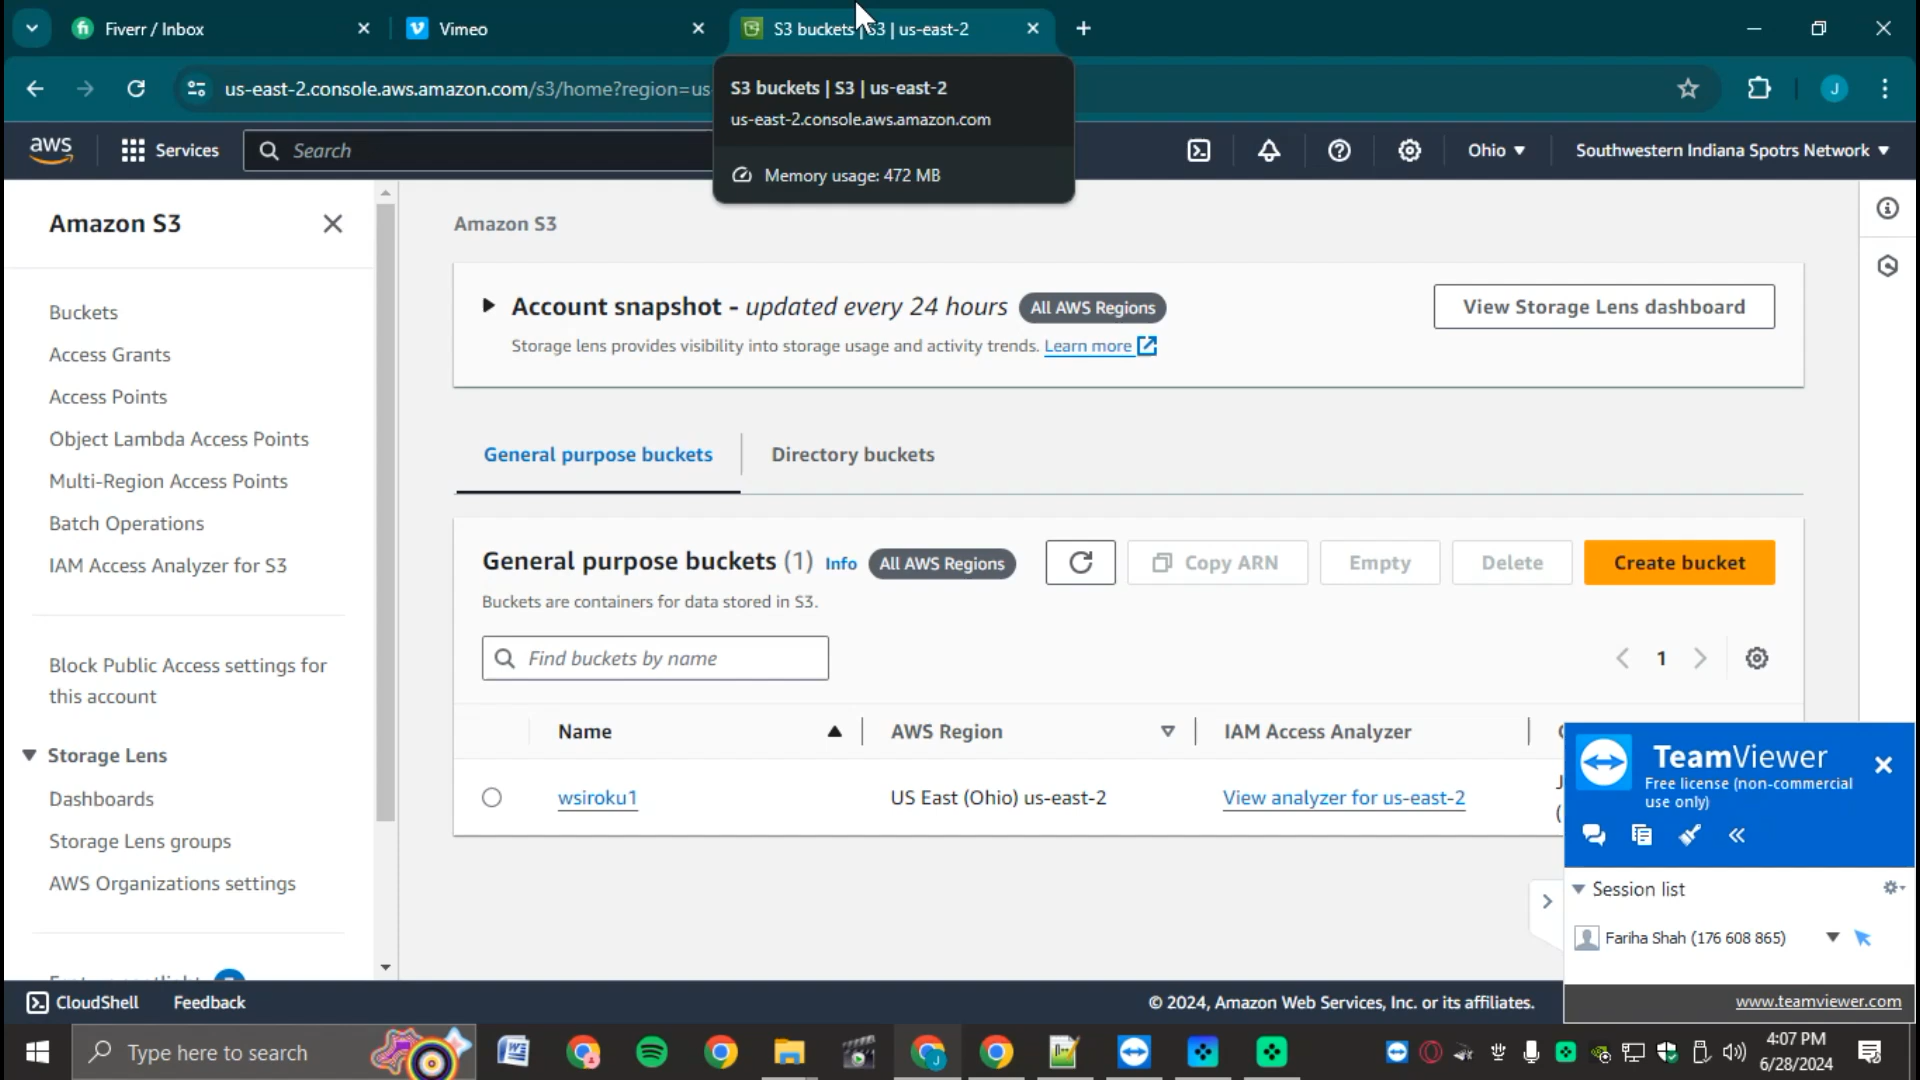 Fiverr / Inbox
Vimeo
S3 buckets | S3 | us-east-2
us-east-2.console.aws.amazon.com/s3/home?region=us-
S3 buckets | S3 | us-east-2
us-east-2.console.aws.amazon.com
Memory usage: 472 MB
J
aws
Services
Search
Ohio
Southwestern Indiana Spotrs Network
Amazon S3
Buckets
Access Grants
Access Points
Object Lambda Access Points
Multi-Region Access Points
Batch Operations
IAM Access Analyzer for S3
Block Public Access settings for
this account
Storage Lens
Dashboards
Storage Lens groups
AWS Organizations settings
Amazon S3
Account snapshot - updated every 24 hours
All AWS Regions
View Storage Lens dashboard
Storage lens provides visibility into storage usage and activity trends. Learn more
General purpose buckets
Directory buckets
General purpose buckets (1)
Info
All AWS Regions
Copy ARN
Empty
Delete
Create bucket
Buckets are containers for data stored in S3.
Find buckets by name
1
Name
AWS Region
IAM Access Analyzer
wsiroku1
US East (Ohio) us-east-2
View analyzer for us-east-2
TeamViewer
Free license (non-commercial
use only)
Session list
Fariha Shah (176 608 865)
www.teamviewer.com
CloudShell
Feedback
© 2024, Amazon Web Services, Inc. or its affiliates.
Type here to search
4:07 PM
6/28/2024